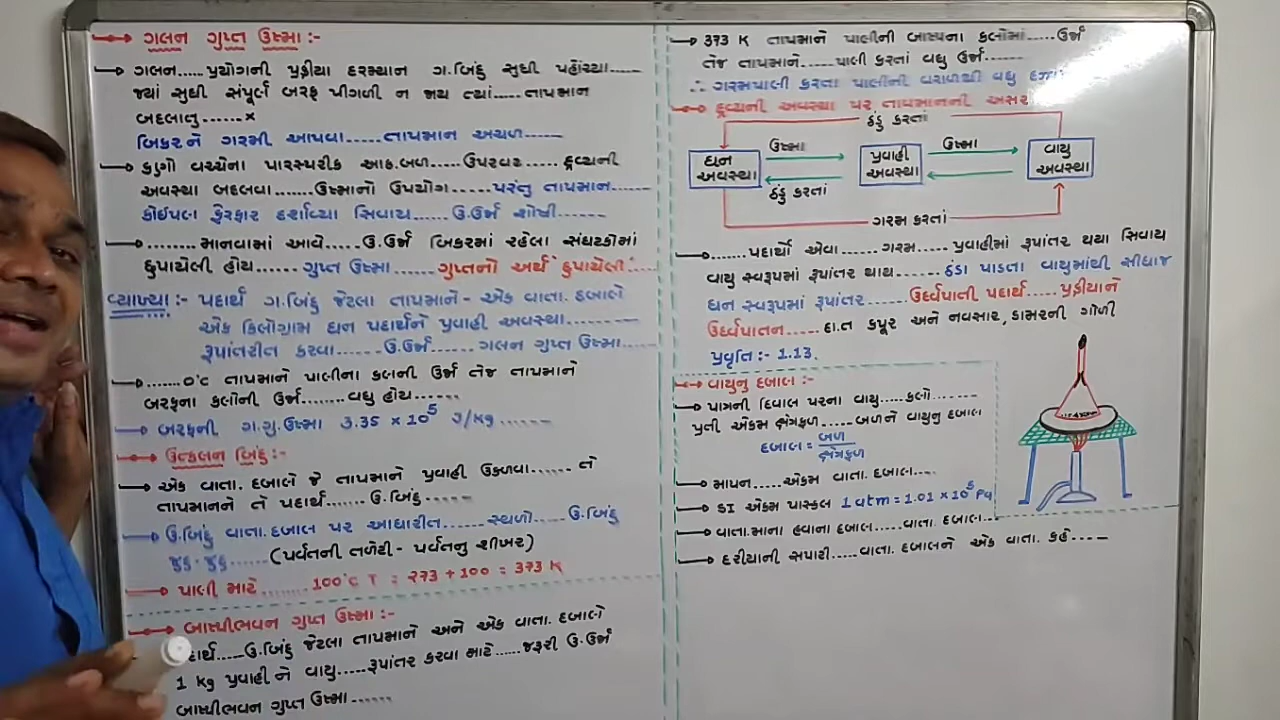 ગલન ગુપ્ત ઉષ્મા :-
ગલન.....પ્રયોગની પ્રક્રીયા દરમ્યાન ગ.બિંદુ સુધી પહોંચ્યા.....
જ્યાં સુધી સંપૂર્ણ બરફ પીગળી ન જાય ત્યાં.....તાપમાન
બદલાતુ......×
બિકરને ગરમી આપવા.....તાપમાન અચળ.....
કણો વચ્ચેના પારસ્પરીક આક.બળ.....ઉપરવટ.....દ્રવ્યની
અવસ્થા બદલવા.......ઉષ્માનો ઉપયોગ.....પરંતુ તાપમાન.....
કોઈપણ ફેરફાર દર્શાવ્યા સિવાય.....ઉ.ઉર્જા શોષી......
........માનવામાં આવે.....ઉ.ઉર્જા બિકરમાં રહેલા સંઘટકોમાં
છુપાયેલી હોય......ગુપ્ત ઉષ્મા......ગુપ્તનો અર્થ 'છુપાયેલી'....
વ્યાખ્યા :- પદાર્થ ગ.બિંદુ જેટલા તાપમાને - એક વાતા. દબાણે
એક કિલોગ્રામ ઘન પદાર્થને પ્રવાહી અવસ્થા.........
રૂપાંતરીત કરવા......ઉ.ઉર્જા......ગલન ગુપ્ત ઉષ્મા.....
.......0°c તાપમાને પાણીના કણની ઉર્જા તેજ તાપમાને
બરફના કણોની ઉર્જા........વધુ હોય......
બરફની ગ.ગુ.ઉષ્મા 3.35 × 10⁵ J/kg ......
ઉત્કલન બિંદુ :-
એક વાતા. દબાણે જે તાપમાને પ્રવાહી ઉકળવા...... તે
તાપમાનને તે પદાર્થ.......ઉ.બિંદુ......
ઉ.બિંદુ વાતા.દબાણ પર આધારીત......સ્થળો.....ઉ.બિંદુ
જુદુ-જુદુ......(પર્વતની તળેટી - પર્વતનુ શીખર)
પાણી માટે.......100°C T = 273 + 100 = 373 K
બાષ્પીભવન ગુપ્ત ઉષ્મા :-
ઉ.બિંદુ જેટલા તાપમાને અને એક વાતા. દબાણે
1 kg પ્રવાહી ને વાયુ.....રૂપાંતર કરવા માટે.....જરૂરી ઉ.ઉર્જા
બાષ્પીભવન ગુપ્ત ઉષ્મા......
373 K તાપમાને પાણીની બાષ્પના કણોમાં.....ઉર્જા
તેજ તાપમાને.....પાણી કરતાં વધુ ઉર્જા......
∴ ગરમપાણી કરતા પાણીની વરાળથી વધુ
દ્રવ્યની અવસ્થા પર તાપમાનની અસર
ઠંડુ કરતાં
ઘન અવસ્થા ઉષ્મા પ્રવાહી અવસ્થા ઉષ્મા વાયુ અવસ્થા
ઠંડુ કરતાં
ગરમ કરતાં
.......પદાર્થો એવા......ગરમ.....પ્રવાહીમાં રૂપાંતર થયા સિવાય
વાયુ સ્વરૂપમાં રૂપાંતર થાય......ઠંડા પાડતા વાયુમાંથી સીધાજ
ઘન સ્વરૂપમાં રૂપાંતર.......ઉર્ધ્વપાતી પદાર્થ.....પ્રક્રીયાને
ઉર્ધ્વપાતન.....દા.ત કપૂર અને નવસાર, ડામરની ગોળી
પ્રવૃતિ :- 1.13.
વાયુનુ દબાણ :-
પાત્રની દિવાલ પરના વાયુ.....કણો.......
પ્રતી એકમ ક્ષેત્રફળ.....બળને વાયુનુ દબાણ
દબાણ = બળ / ક્ષેત્રફળ
માપન.....એકમ વાતા.દબાણ....
SI એકમ પાસ્કલ 1 atm = 1.01 × 10⁵ Pa
વાતા.માના હવાના દબાણ.....વાતા. દબાણ...
દરીયાની સપાટી.....વાતા. દબાણને એક વાતા. કહે....